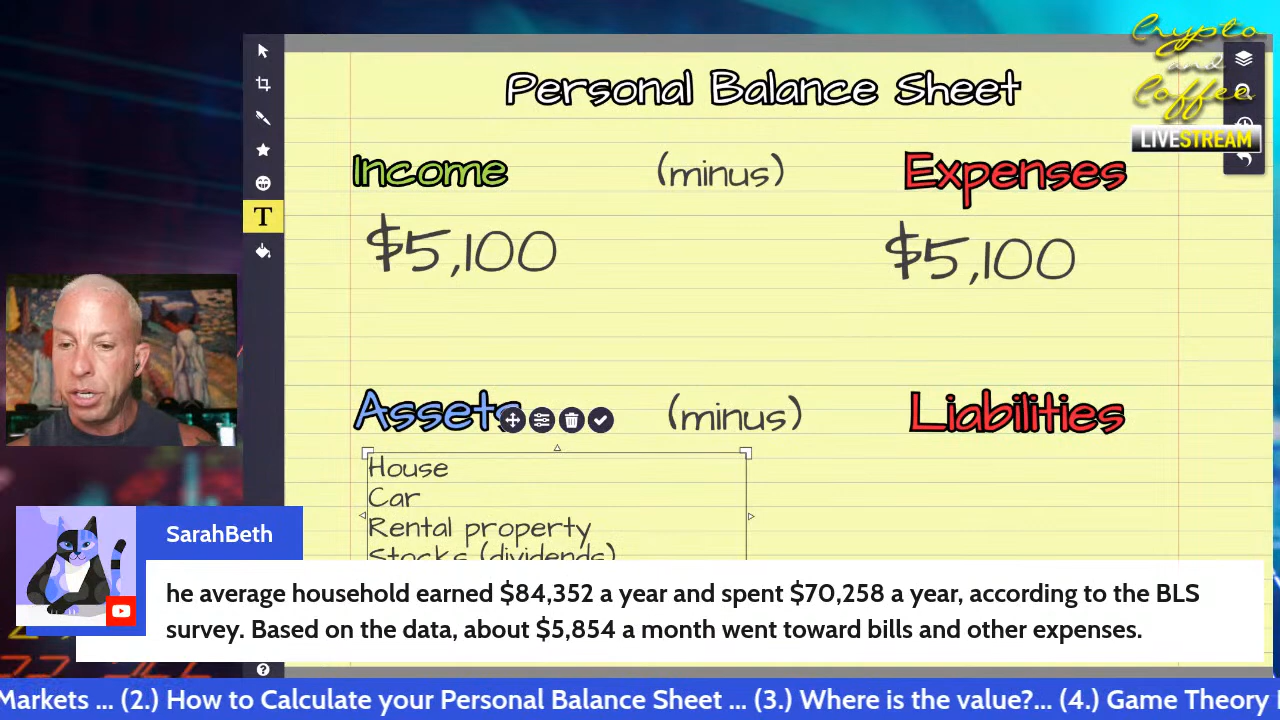 Crypto
and
Coffee
LIVESTREAM
Personal Balance Sheet
Income (minus) Expenses
$5,100 $5,100
Assets (minus) Liabilities
House
Car
Rental property
Stocks (dividends)
T
SarahBeth
he average household earned $84,352 a year and spent $70,258 a year, according to the BLS
survey. Based on the data, about $5,854 a month went toward bills and other expenses.
?
Markets ... (2.) How to Calculate your Personal Balance Sheet ... (3.) Where is the value?... (4.) Game Theory